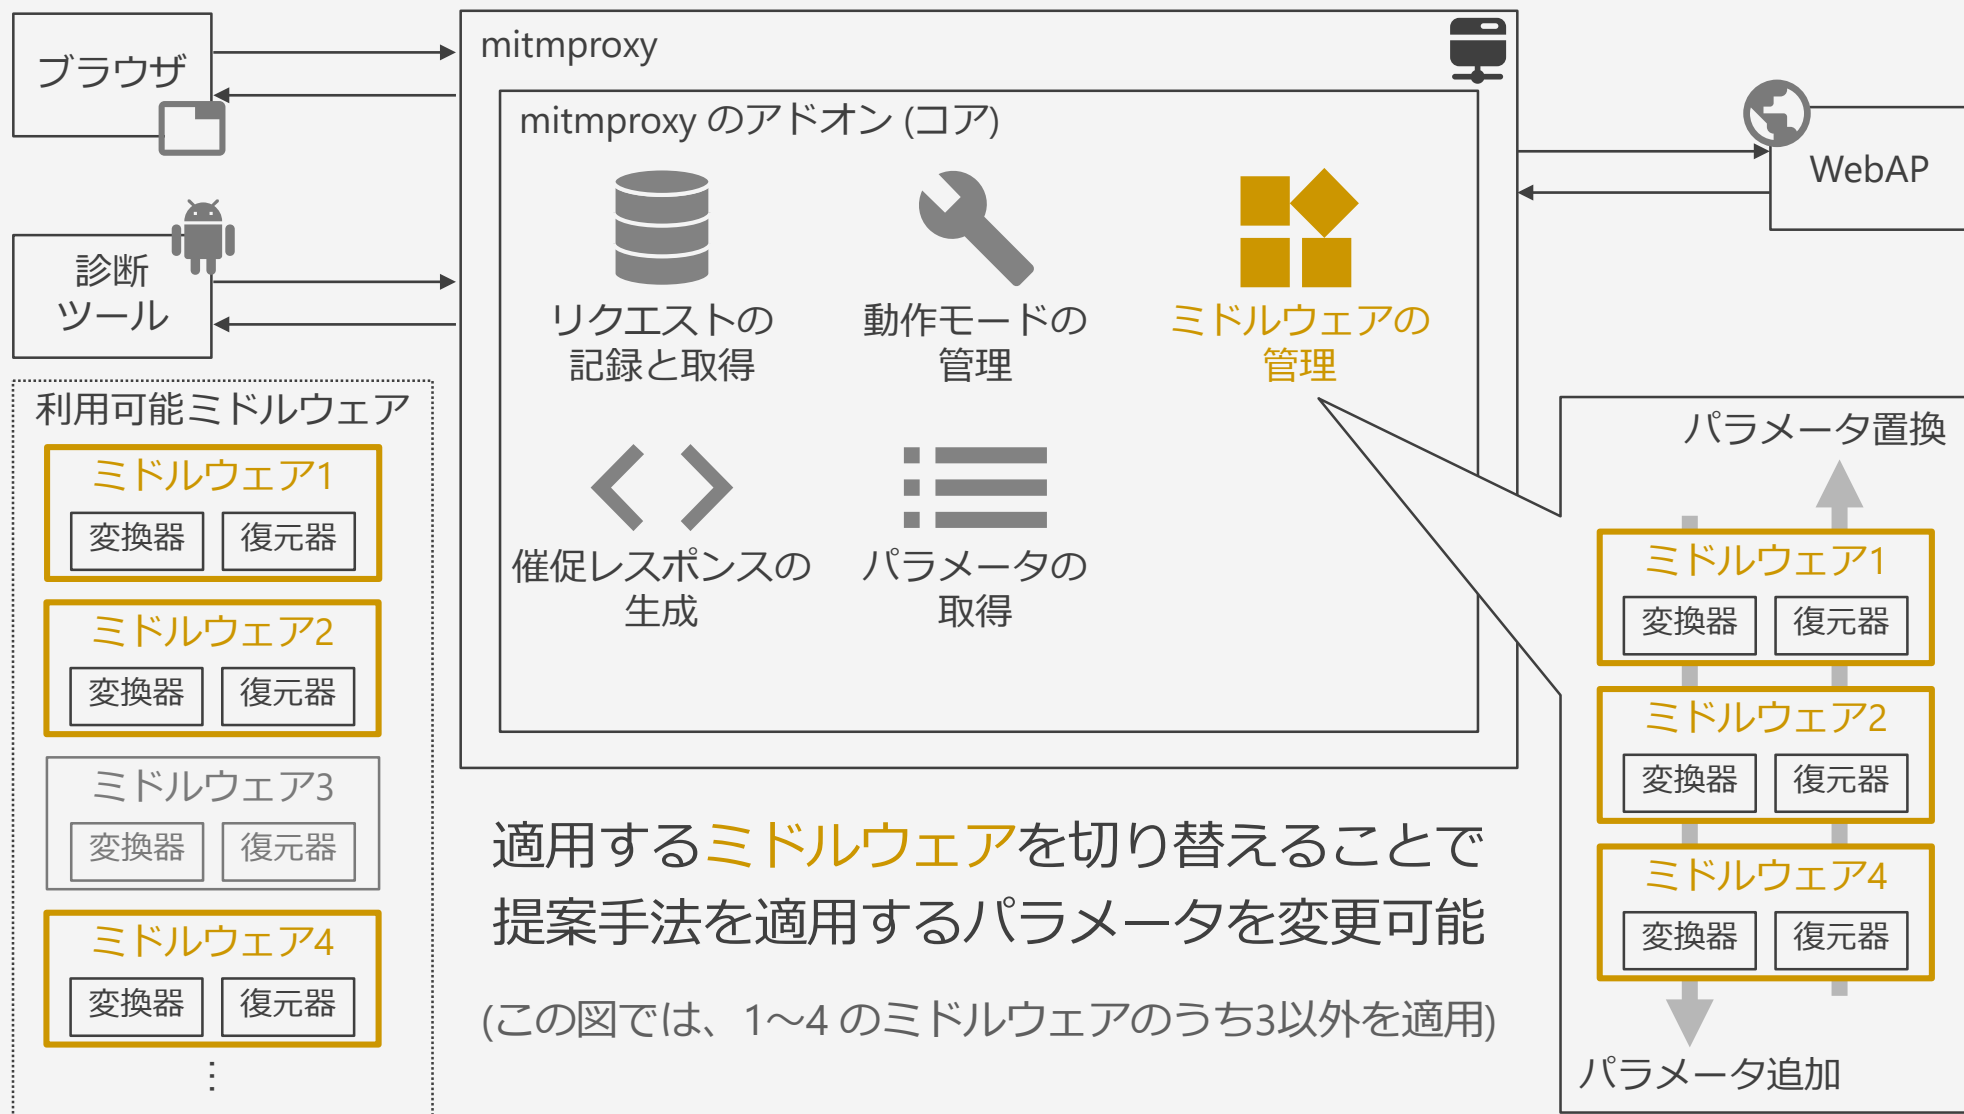 ブラウザ
診断
ツール
mitmproxy
mitmproxy のアドオン (コア)
リクエストの
記録と取得
動作モードの
管理
ミドルウェアの
管理
催促レスポンスの
生成
パラメータの
取得
WebAP
利用可能ミドルウェア
ミドルウェア1
変換器 復元器
ミドルウェア2
変換器 復元器
ミドルウェア3
変換器 復元器
ミドルウェア4
変換器 復元器
⋮
パラメータ置換
ミドルウェア1
変換器 復元器
ミドルウェア2
変換器 復元器
ミドルウェア4
変換器 復元器
パラメータ追加
適用するミドルウェアを切り替えることで
提案手法を適用するパラメータを変更可能
(この図では、1～4 のミドルウェアのうち3以外を適用)